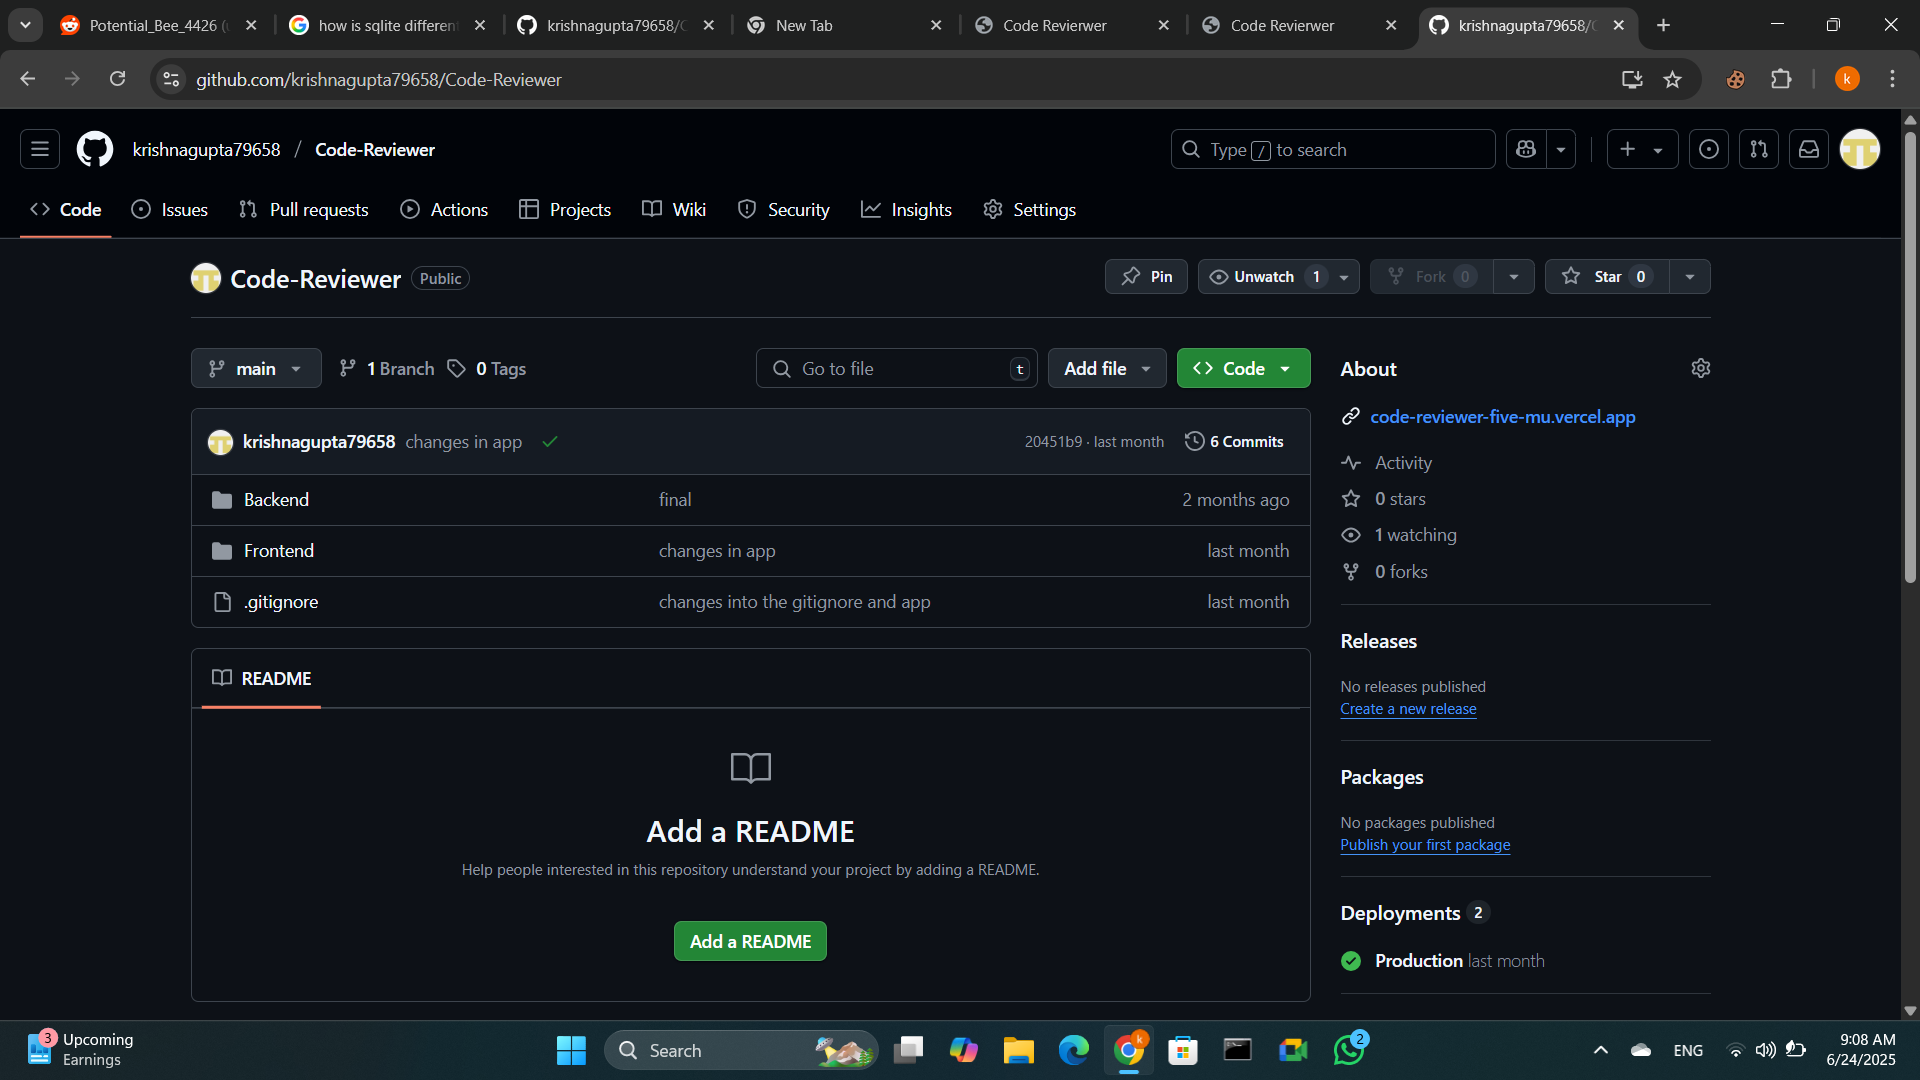 Potential_Bee_4426 (
how is sqlite different
krishnagupta79658/C
New Tab
Code Revierwer
Code Revierwer
krishnagupta79658/C
github.com/krishnagupta79658/Code-Reviewer
k
krishnagupta79658 / Code-Reviewer
Type / to search
Code
Issues
Pull requests
Actions
Projects
Wiki
Security
Insights
Settings
Code-Reviewer Public
Pin
Unwatch 1
Fork 0
Star 0
main
1 Branch
0 Tags
Go to file t
Add file
Code
About
code-reviewer-five-mu.vercel.app
krishnagupta79658 changes in app
20451b9 · last month
6 Commits
Activity
Backend final 2 months ago
0 stars
1 watching
Frontend changes in app last month
0 forks
.gitignore changes into the gitignore and app last month
Releases
No releases published
Create a new release
README
Packages
No packages published
Publish your first package
Add a README
Help people interested in this repository understand your project by adding a README.
Add a README
Deployments 2
Production last month
3
Upcoming
Earnings
Search
k
2
ENG
9:08 AM
6/24/2025